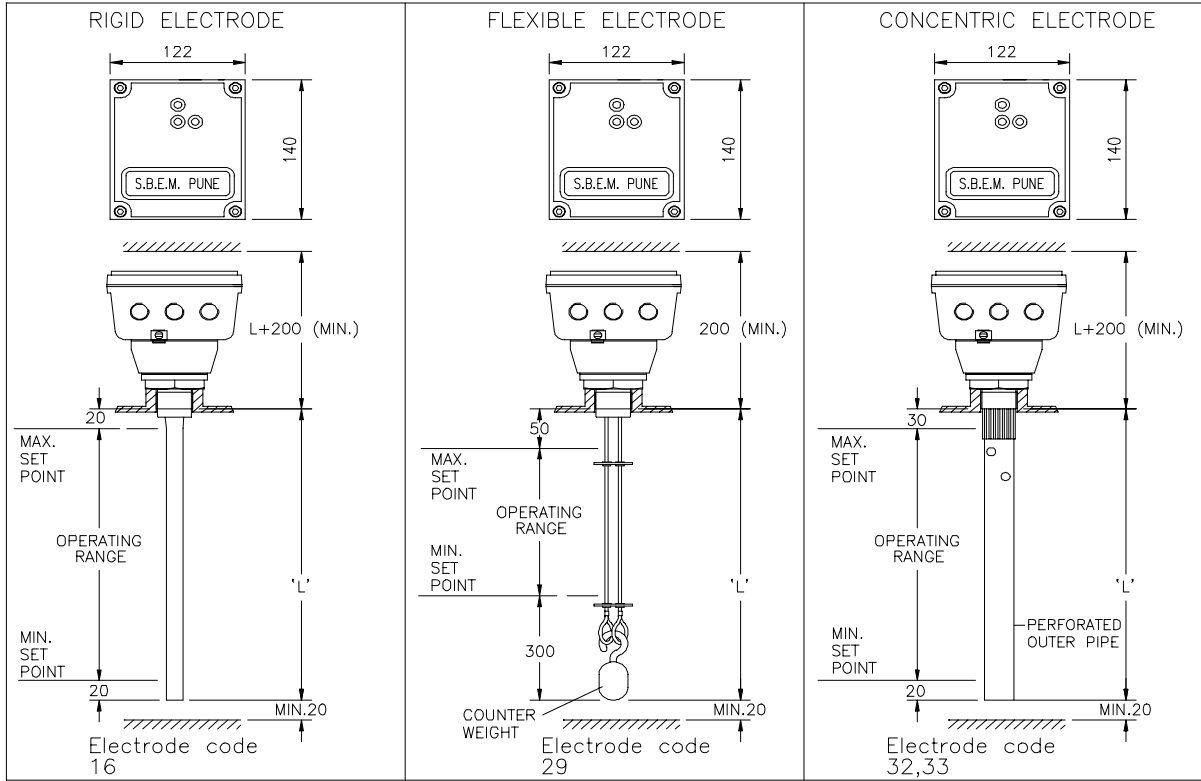 RIGID ELECTRODE
122
140
S.B.E.M. PUNE
L+200 (MIN.)
20
MAX.
SET
POINT
OPERATING
RANGE
'L'
MIN.
SET
POINT
20
MIN.20
Electrode code
16
FLEXIBLE ELECTRODE
122
140
S.B.E.M. PUNE
200 (MIN.)
50
MAX.
SET
POINT
OPERATING
RANGE
MIN.
SET
POINT
'L'
300
COUNTER
WEIGHT
MIN.20
Electrode code
29
CONCENTRIC ELECTRODE
122
140
S.B.E.M. PUNE
L+200 (MIN.)
30
MAX.
SET
POINT
OPERATING
RANGE
'L'
PERFORATED
OUTER PIPE
MIN.
SET
POINT
20
MIN.20
Electrode code
32,33